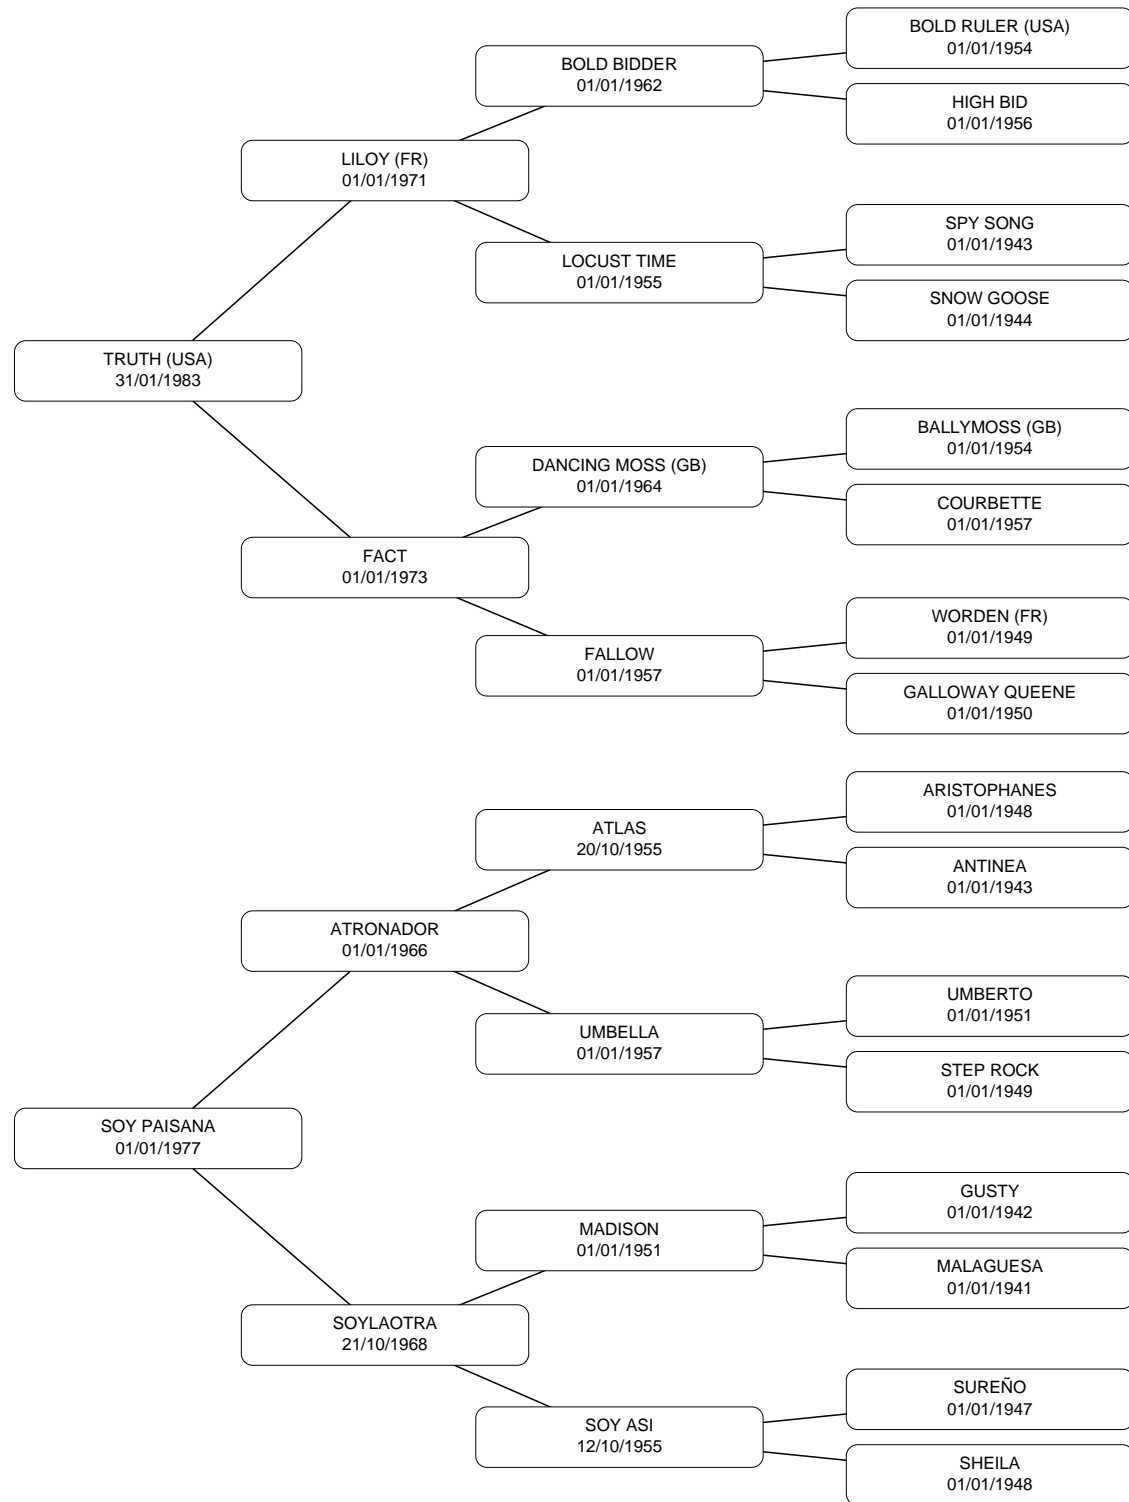 BOLD RULER (USA)
01/01/1954
BOLD BIDDER
01/01/1962
HIGH BID
01/01/1956
LILOY (FR)
01/01/1971
SPY SONG
01/01/1943
LOCUST TIME
01/01/1955
SNOW GOOSE
01/01/1944
TRUTH (USA)
31/01/1983
BALLYMOSS (GB)
01/01/1954
DANCING MOSS (GB)
01/01/1964
COURBETTE
01/01/1957
FACT
01/01/1973
WORDEN (FR)
01/01/1949
FALLOW
01/01/1957
GALLOWAY QUEENE
01/01/1950
ARISTOPHANES
01/01/1948
ATLAS
20/10/1955
ANTINEA
01/01/1943
ATRONADOR
01/01/1966
UMBERTO
01/01/1951
UMBELLA
01/01/1957
STEP ROCK
01/01/1949
SOY PAISANA
01/01/1977
GUSTY
01/01/1942
MADISON
01/01/1951
MALAGUESA
01/01/1941
SOYLAOTRA
21/10/1968
SUREÑO
01/01/1947
SOY ASI
12/10/1955
SHEILA
01/01/1948